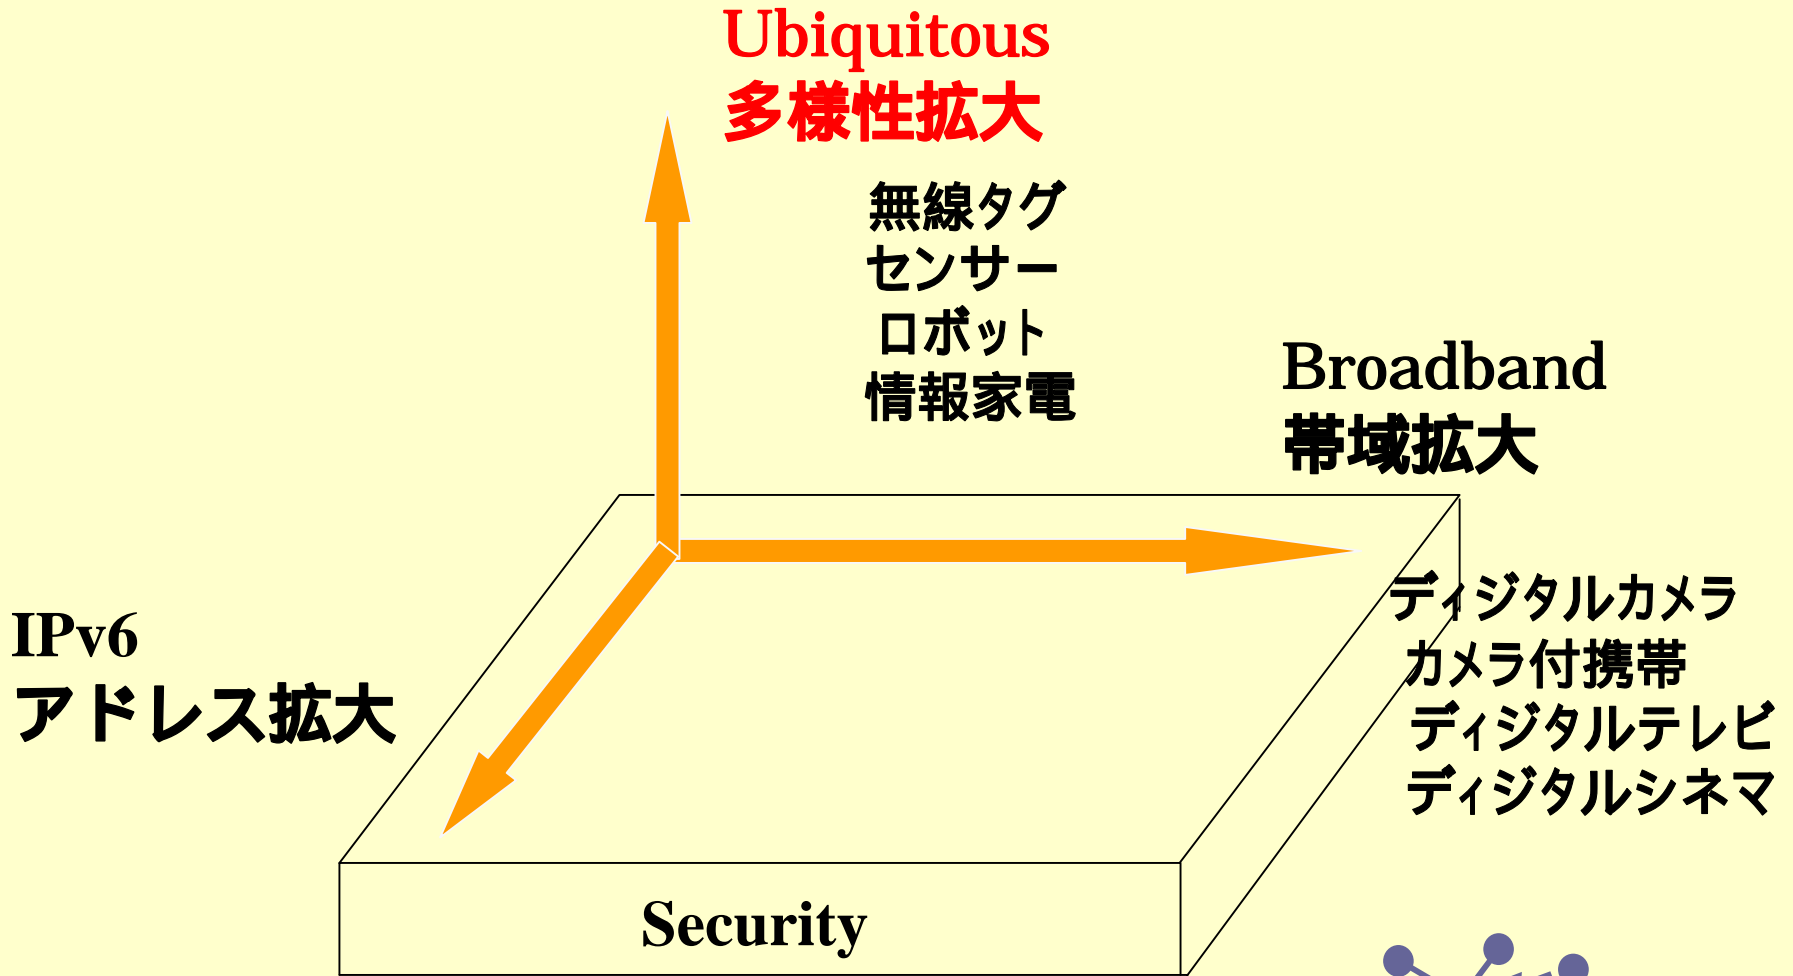 Ubiquitous
多様性拡大
無線タグ
センサー
ロボット
情報家電
Broadband
帯域拡大
ディジタルカメラ
カメラ付携帯
ディジタルテレビ
ディジタルシネマ
IPv6
アドレス拡大
Security